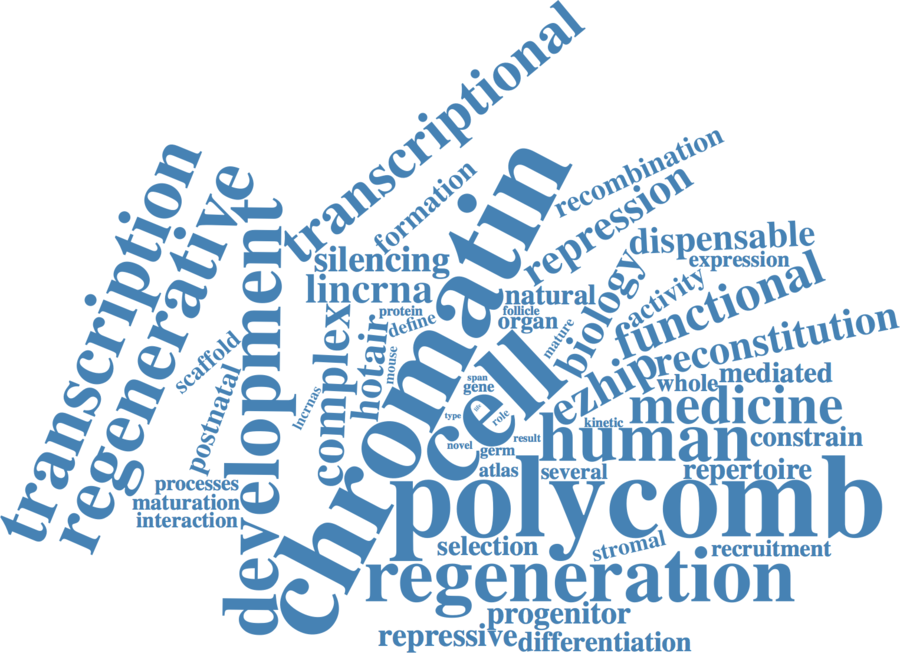 transcriptional
transcription
regenerative
development
chromatin
formation
recombination
repression
silencing
lincrna
natural
dispensable
expression
biology
activity
functional
protein
follicle
define
organ
mature
mouse
hotair
complex
lncrnas
scaffold
postnatal
cell
ezhip
reconstitution
whole
mediated
span
gene
life
type
role
medicine
kinetic
human
constrain
novel
result
germ
atlas
several
repertoire
processes
maturation
interaction
polycomb
selection
stromal
recruitment
regeneration
progenitor
repressive
differentiation